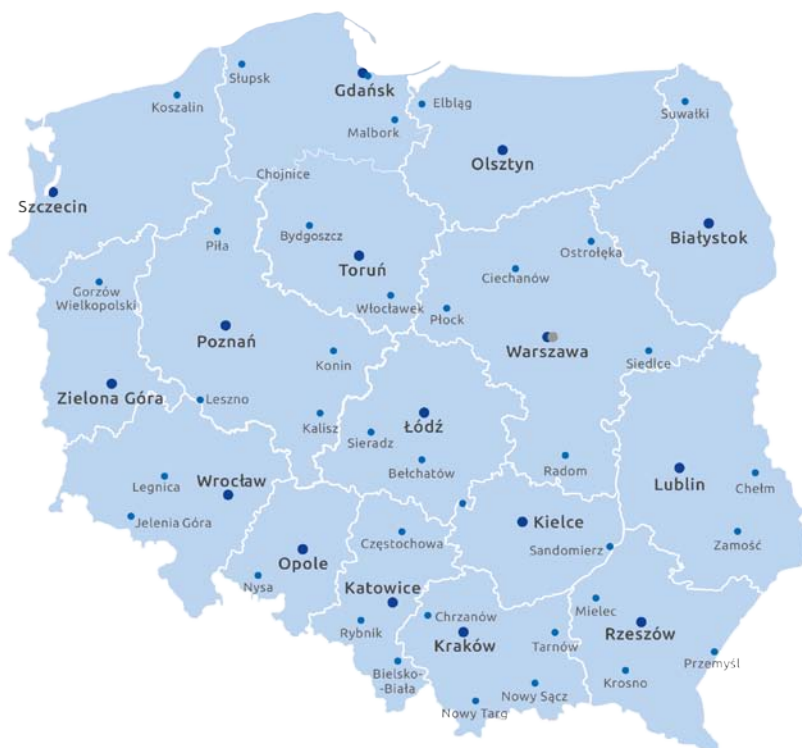 Słupsk
Gdańsk
Koszalin
Elbląg
Suwałki
Malbork
Olsztyn
Chojnice
Szczecin
Piła
Bydgoszcz
Białystok
Ostrołęka
Toruń
Ciechanów
Gorzów
Wielkopolski
Włocławek
Płock
Poznań
Warszawa
Konin
Siedlce
Zielona Góra
Leszno
Kalisz
Łódź
Sieradz
Bełchatów
Radom
Legnica
Wrocław
Lublin
Chełm
Jelenia Góra
Kielce
Częstochowa
Sandomierz
Zamość
Opole
Nysa
Katowice
Chrzanów
Mielec
Rybnik
Kraków
Tarnów
Rzeszów
Przemyśl
Bielsko-
-Biała
Krosno
Nowy Sącz
Nowy Targ